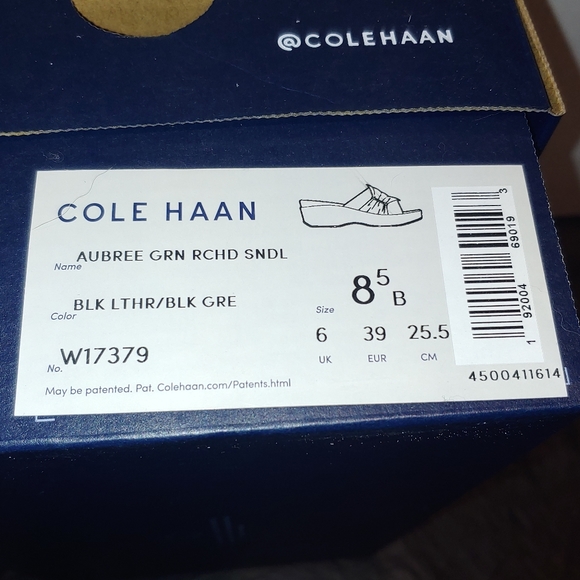 @COLEHAAN
COLE HAAN
Name AUBREE GRN RCHD SNDL
Color BLK LTHR/BLK GRE
No. W17379
May be patented. Pat. Colehaan.com/Patents.html
Size 8 5 B
6 39 25.5
UK EUR CM
1 92004 69019 3
4500411614